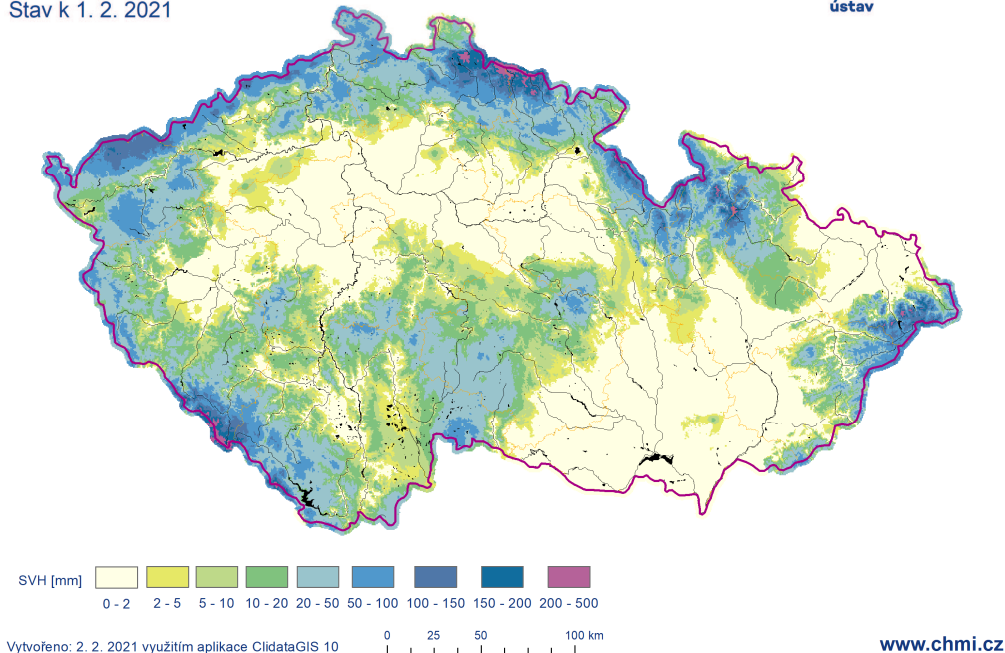 Stav k 1. 2. 2021
ústav
SVH [mm]
0 - 2 2 - 5 5 - 10 10 - 20 20 - 50 50 - 100 100 - 150 150 - 200 200 - 500
0 25 50 100 km
Vytvořeno: 2. 2. 2021 využitím aplikace ClidataGIS 10
www.chmi.cz